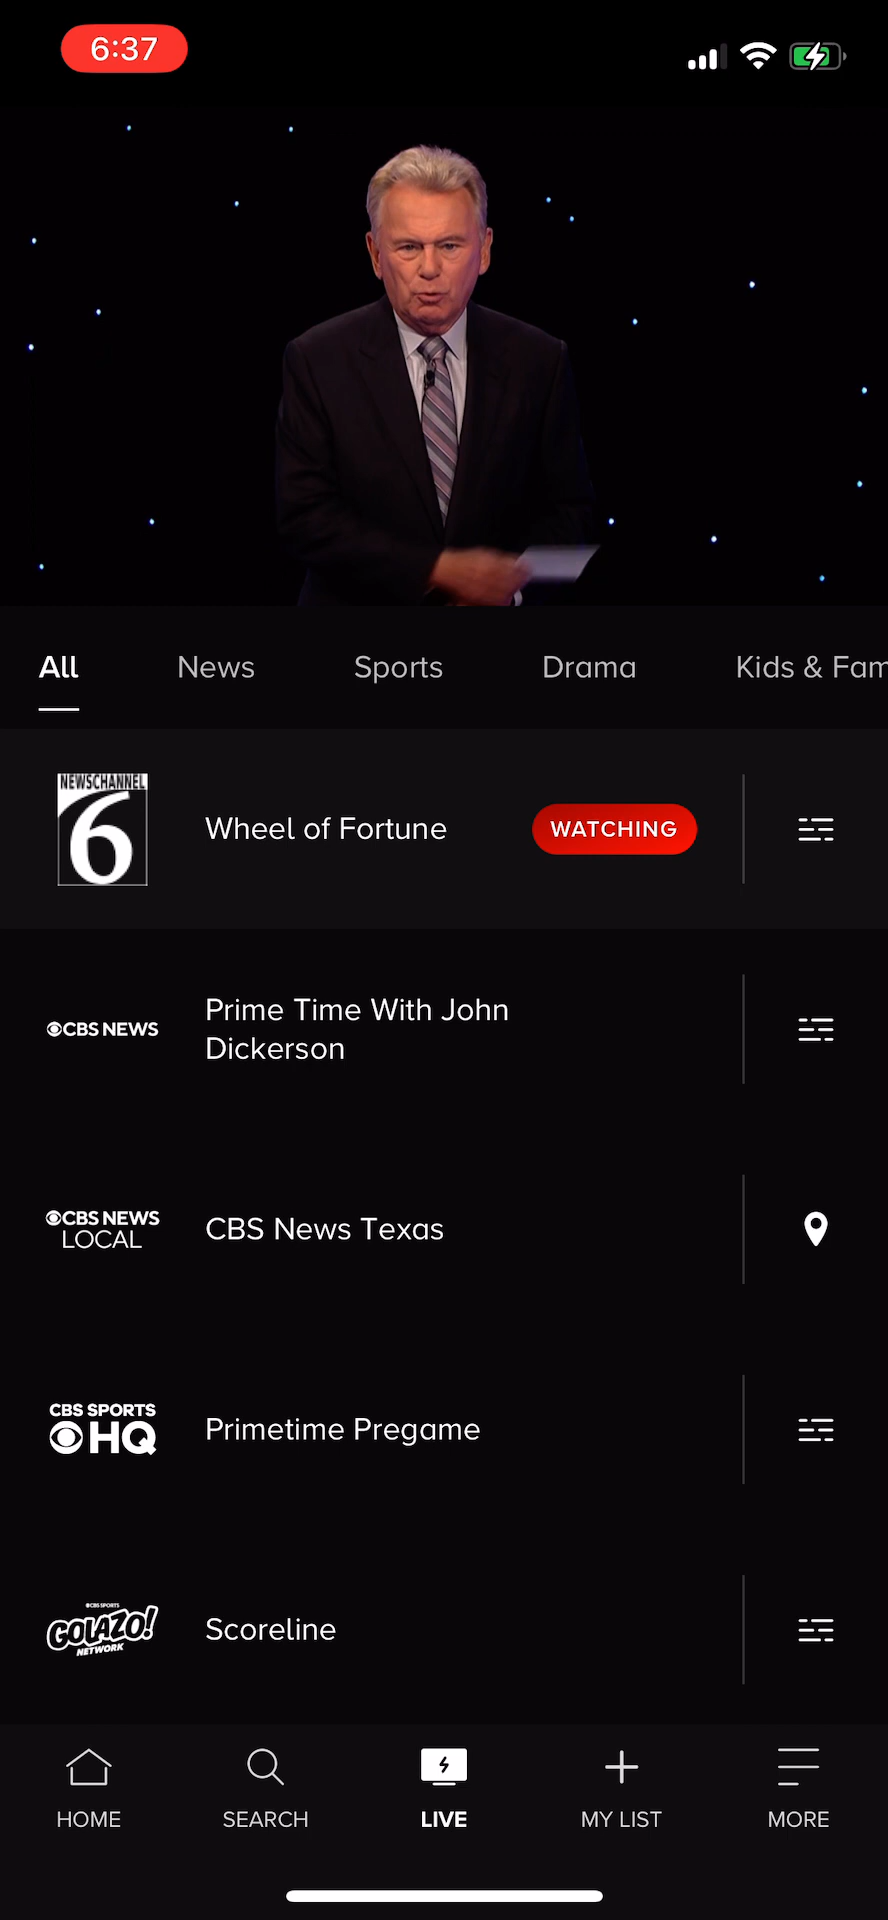 6:37
All News Sports Drama Kids & Fam
NEWSCHANNEL
6
Wheel of Fortune
WATCHING
CBS NEWS
Prime Time With John
Dickerson
CBS NEWS
LOCAL
CBS News Texas
CBS SPORTS
HQ
Primetime Pregame
CBS SPORTS
GOLAZO!
NETWORK
Scoreline
HOME SEARCH LIVE MY LIST MORE